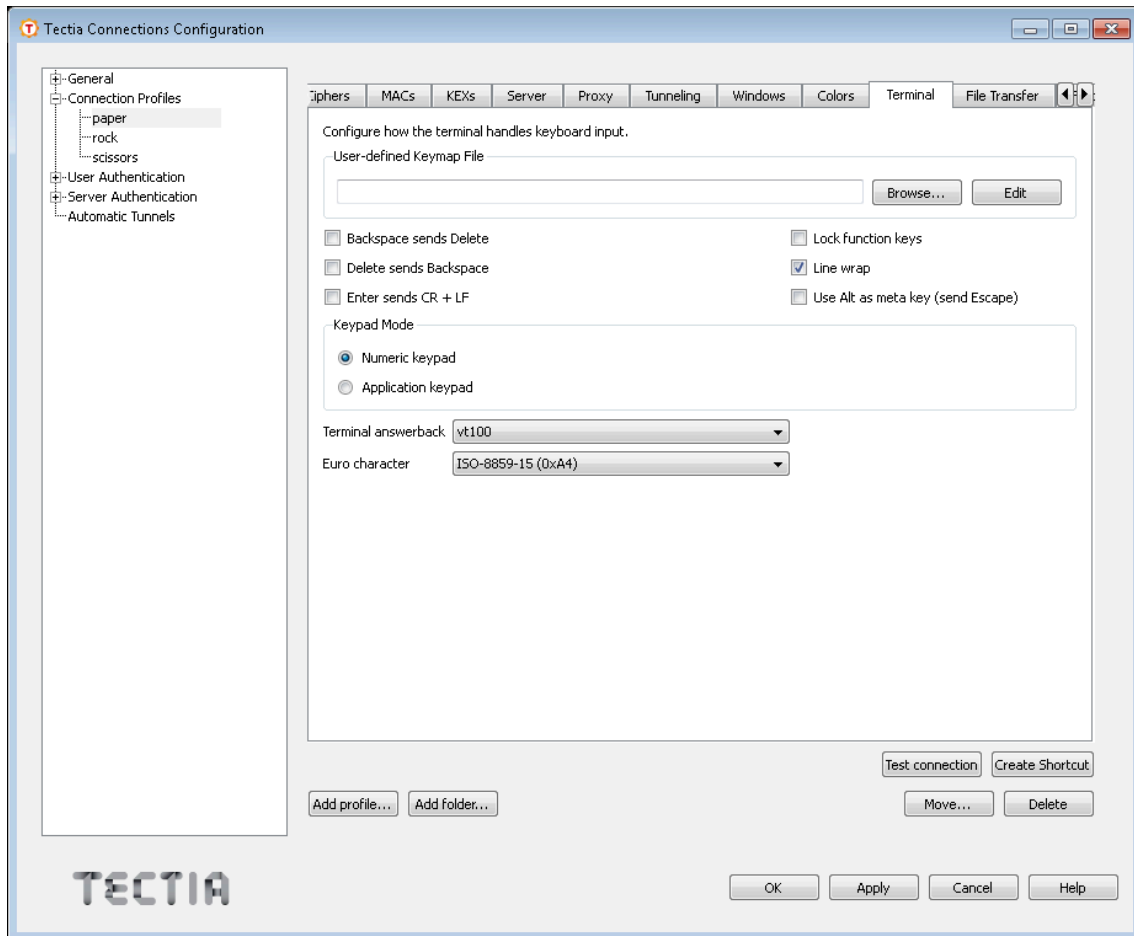 Tectia Connections Configuration
General
Connection Profiles
paper
rock
scissors
User Authentication
Server Authentication
Automatic Tunnels
MACs KEXs Server Proxy Tunneling Windows Colors Terminal File Transfer
Configure how the terminal handles keyboard input.
User-defined Keymap File
Browse... Edit
Backspace sends Delete Lock function keys
Delete sends Backspace Line wrap
Enter sends CR + LF Use Alt as meta key (send Escape)
Keypad Mode
Numeric keypad
Application keypad
Terminal answerback vt100
Euro character ISO-8859-15 (0xA4)
Test connection Create Shortcut
Add profile... Add folder... Move... Delete
TECTIA
OK Apply Cancel Help